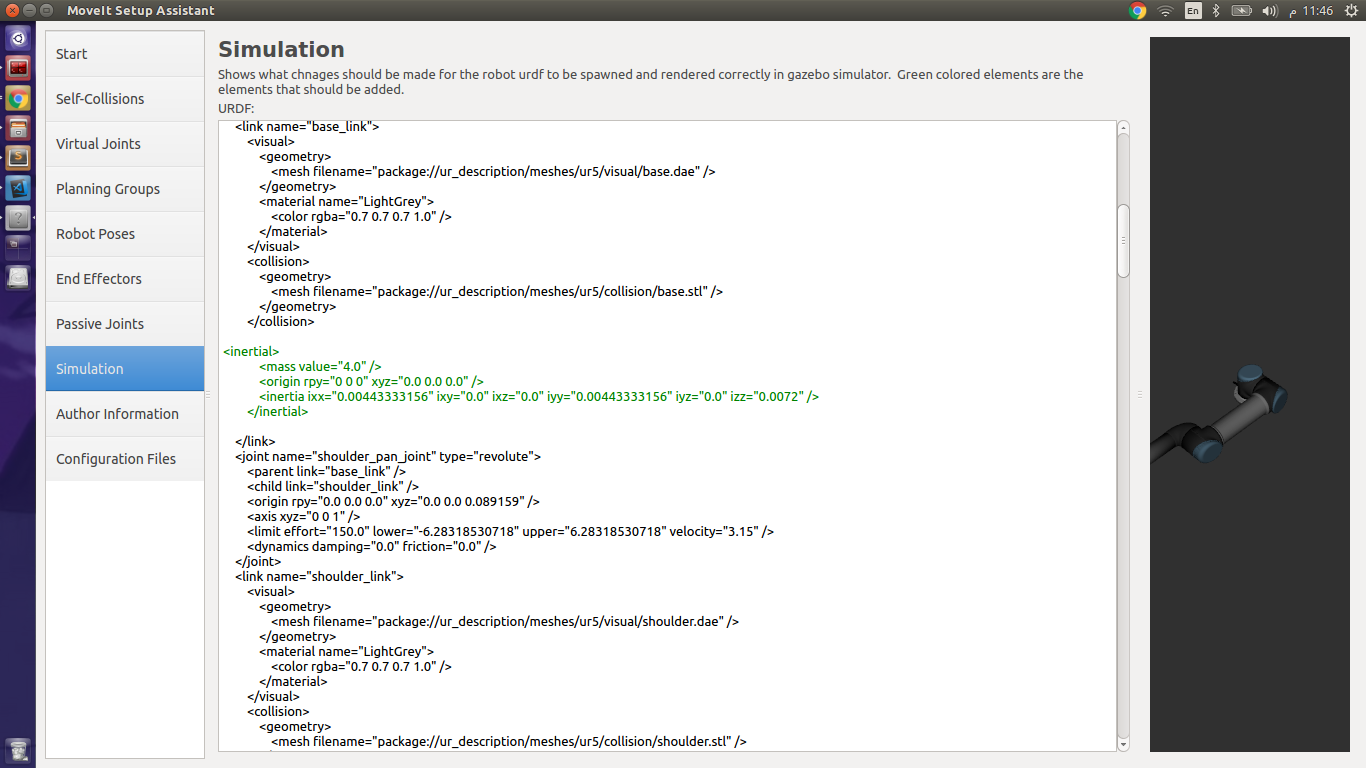 MoveIt Setup Assistant
En
م 11:46
Start
Self-Collisions
Virtual Joints
Planning Groups
Robot Poses
End Effectors
Passive Joints
Simulation
Author Information
Configuration Files
Simulation
Shows what chnages should be made for the robot urdf to be spawned and rendered correctly in gazebo simulator.  Green colored elements are the
elements that should be added.
URDF:
<link name="base_link">
<visual>
<geometry>
<mesh filename="package://ur_description/meshes/ur5/visual/base.dae" />
</geometry>
<material name="LightGrey">
<color rgba="0.7 0.7 0.7 1.0" />
</material>
</visual>
<collision>
<geometry>
<mesh filename="package://ur_description/meshes/ur5/collision/base.stl" />
</geometry>
</collision>
<inertial>
<mass value="4.0" />
<origin rpy="0 0 0" xyz="0.0 0.0 0.0" />
<inertia ixx="0.00443333156" ixy="0.0" ixz="0.0" iyy="0.00443333156" iyz="0.0" izz="0.0072" />
</inertial>
</link>
<joint name="shoulder_pan_joint" type="revolute">
<parent link="base_link" />
<child link="shoulder_link" />
<origin rpy="0.0 0.0 0.0" xyz="0.0 0.0 0.089159" />
<axis xyz="0 0 1" />
<limit effort="150.0" lower="-6.28318530718" upper="6.28318530718" velocity="3.15" />
<dynamics damping="0.0" friction="0.0" />
</joint>
<link name="shoulder_link">
<visual>
<geometry>
<mesh filename="package://ur_description/meshes/ur5/visual/shoulder.dae" />
</geometry>
<material name="LightGrey">
<color rgba="0.7 0.7 0.7 1.0" />
</material>
</visual>
<collision>
<geometry>
<mesh filename="package://ur_description/meshes/ur5/collision/shoulder.stl" />